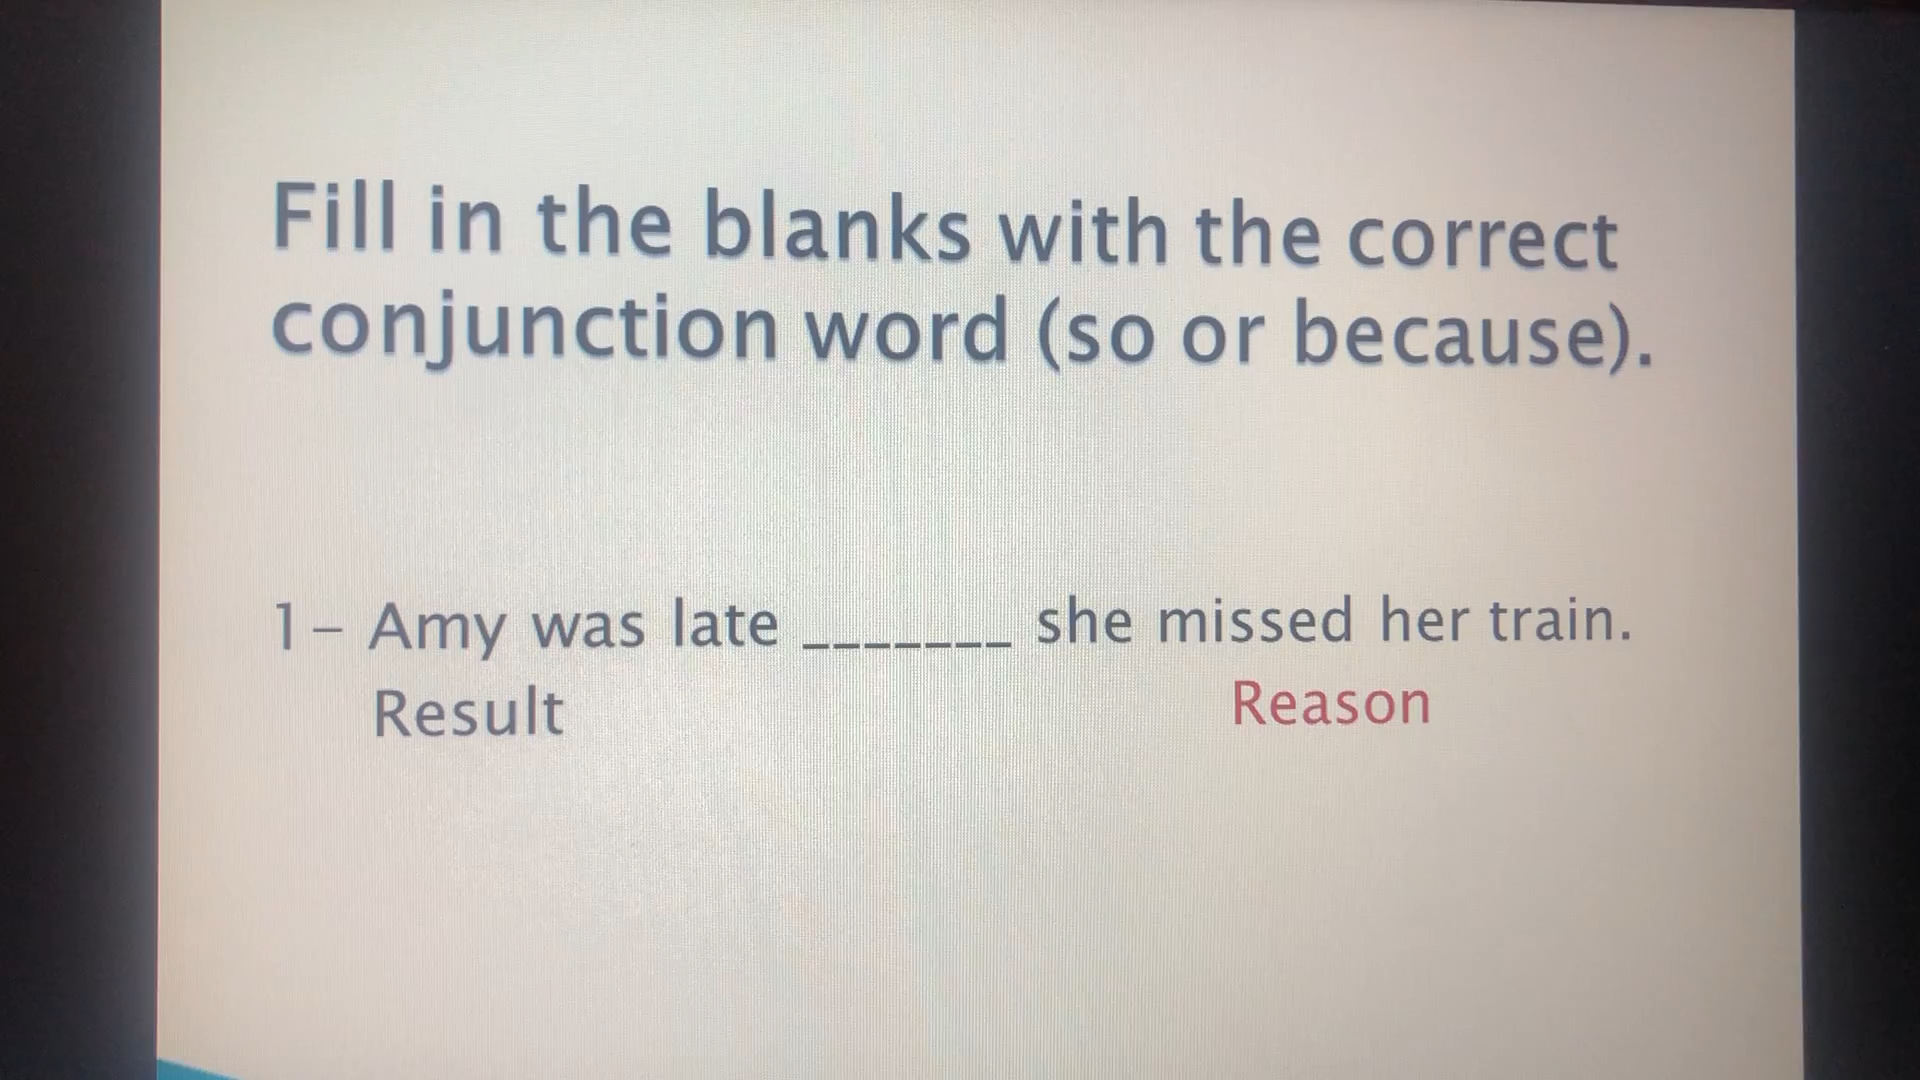 Fill in the blanks with the correct
conjunction word (so or because).
1- Amy was late _______ she missed her train.
Result Reason